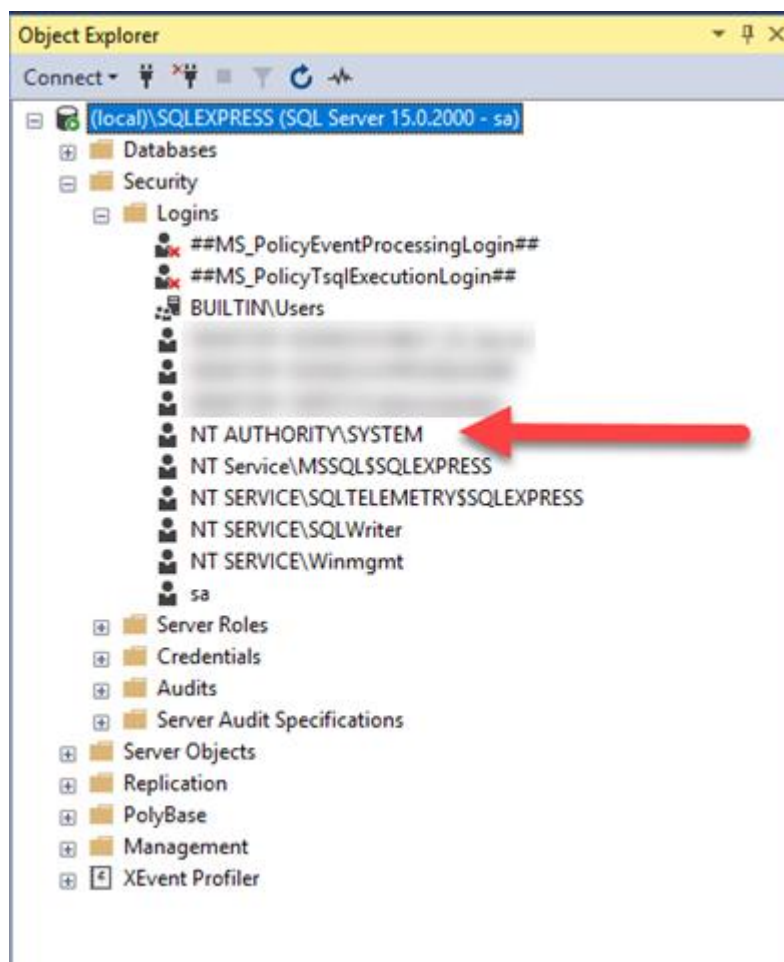 Object Explorer
Connect
(local)\SQLEXPRESS (SQL Server 15.0.2000 - sa)
Databases
Security
Logins
##MS_PolicyEventProcessingLogin##
##MS_PolicyTsqlExecutionLogin##
BUILTIN\Users
NT AUTHORITY\SYSTEM
NT Service\MSSQL$SQLEXPRESS
NT SERVICE\SQLTELEMETRY$SQLEXPRESS
NT SERVICE\SQLWriter
NT SERVICE\Winmgmt
sa
Server Roles
Credentials
Audits
Server Audit Specifications
Server Objects
Replication
PolyBase
Management
XEvent Profiler